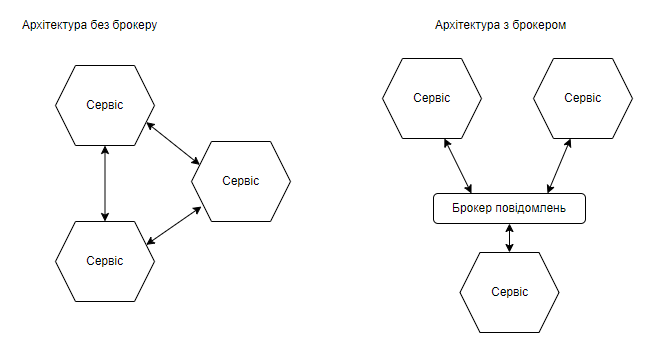 Архітектура без брокеру
Сервіс
Сервіс
Сервіс
Архітектура з брокером
Сервіс
Сервіс
Брокер повідомлень
Сервіс